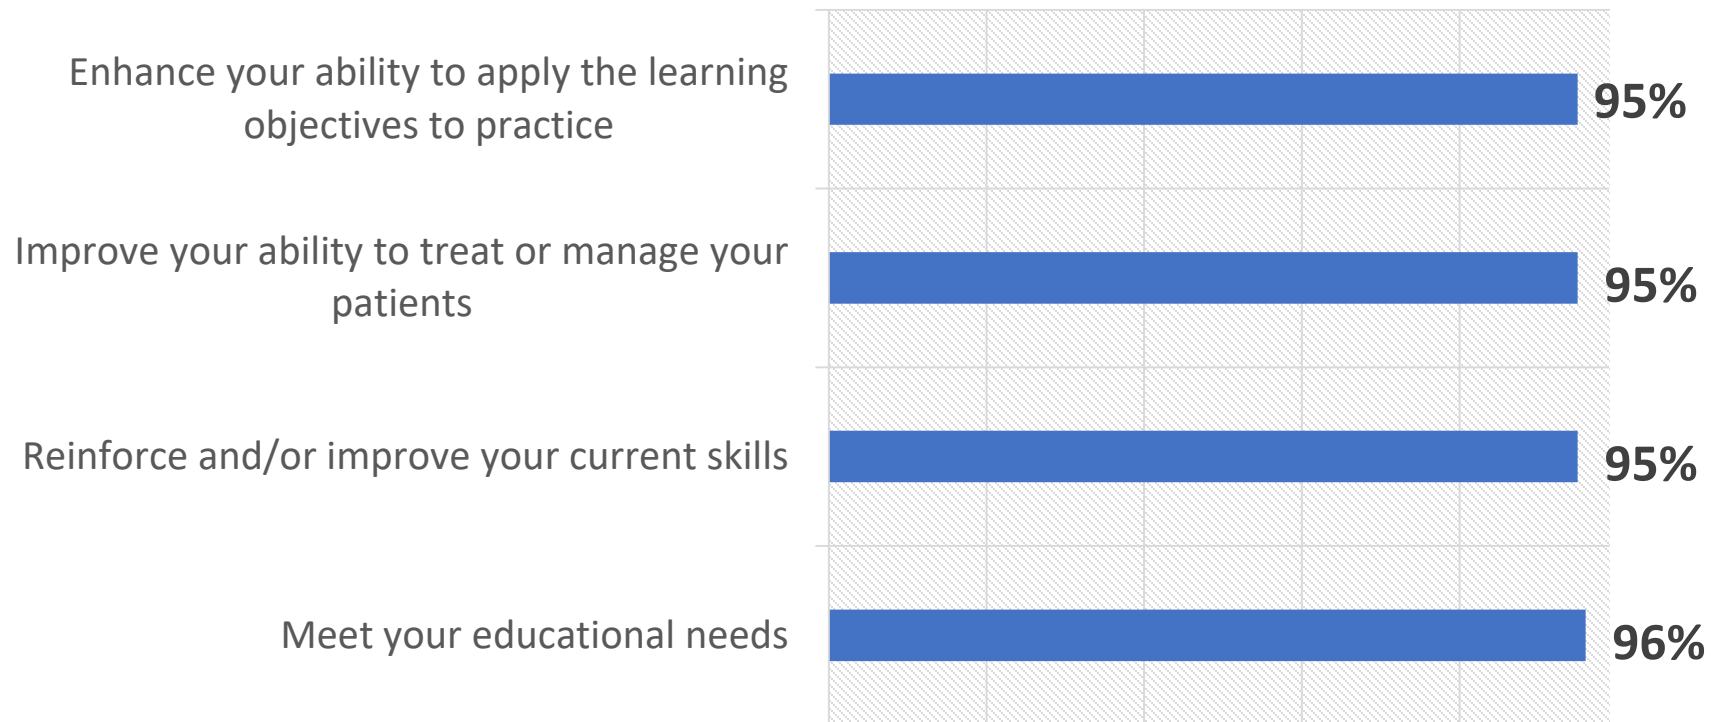 Enhance your ability to apply the learning
objectives to practice
95%
Improve your ability to treat or manage your
patients
95%
Reinforce and/or improve your current skills
95%
Meet your educational needs
96%